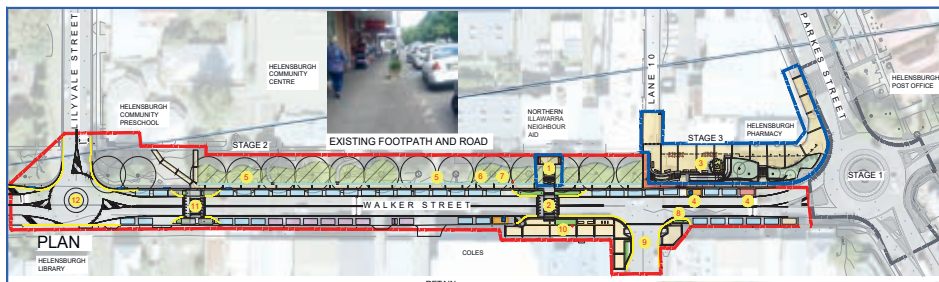 LILYVALE STREET
HELENSBURGH
COMMUNITY
PRESCHOOL
HELENSBURGH
COMMUNITY
CENTRE
STAGE 2
EXISTING FOOTPATH AND ROAD
NORTHERN
ILLAWARRA
NEIGHBOUR
AID
LANE 10
STAGE 3
HELENSBURGH
PHARMACY
PARKES STREET
HELENSBURGH
POST OFFICE
STAGE 1
5
5
6
7
1
3
12
11
WALKER STREET
2
4
4
8
10
9
PLAN
HELENSBURGH
LIBRARY
COLES